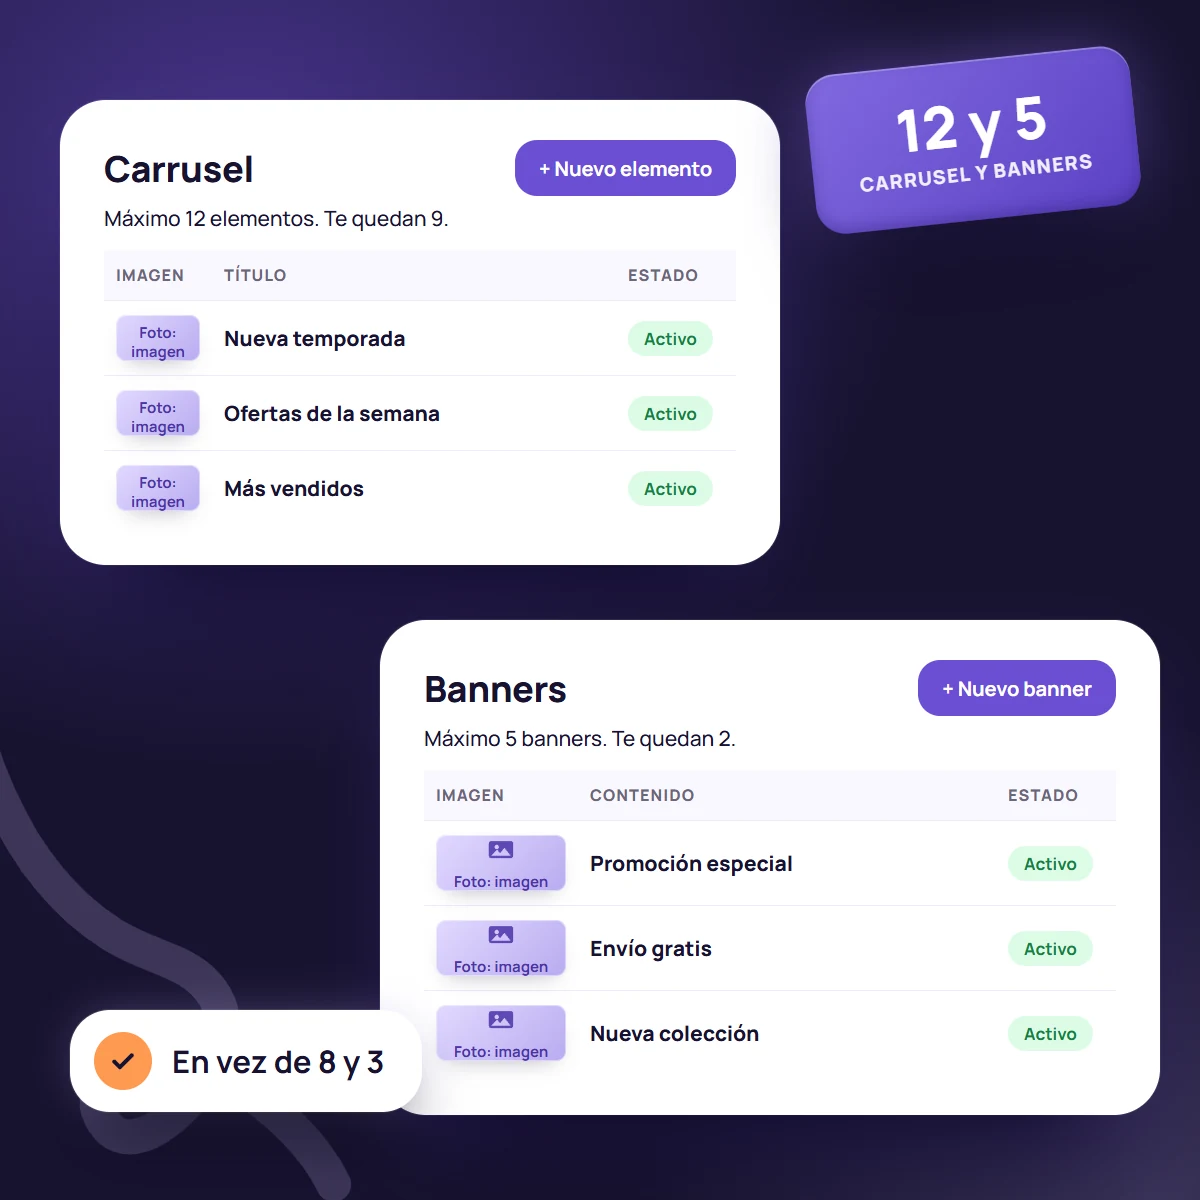 12 y 5
CARRUSEL Y BANNERS
Carrusel
+ Nuevo elemento
Máximo 12 elementos. Te quedan 9.
IMAGEN TÍTULO ESTADO
Foto:
imagen
Nueva temporada
Activo
Foto:
imagen
Ofertas de la semana
Activo
Foto:
imagen
Más vendidos
Activo
Banners
+ Nuevo banner
Máximo 5 banners. Te quedan 2.
IMAGEN CONTENIDO ESTADO
Foto: imagen
Promoción especial
Activo
Foto: imagen
Envío gratis
Activo
Foto: imagen
Nueva colección
Activo
En vez de 8 y 3